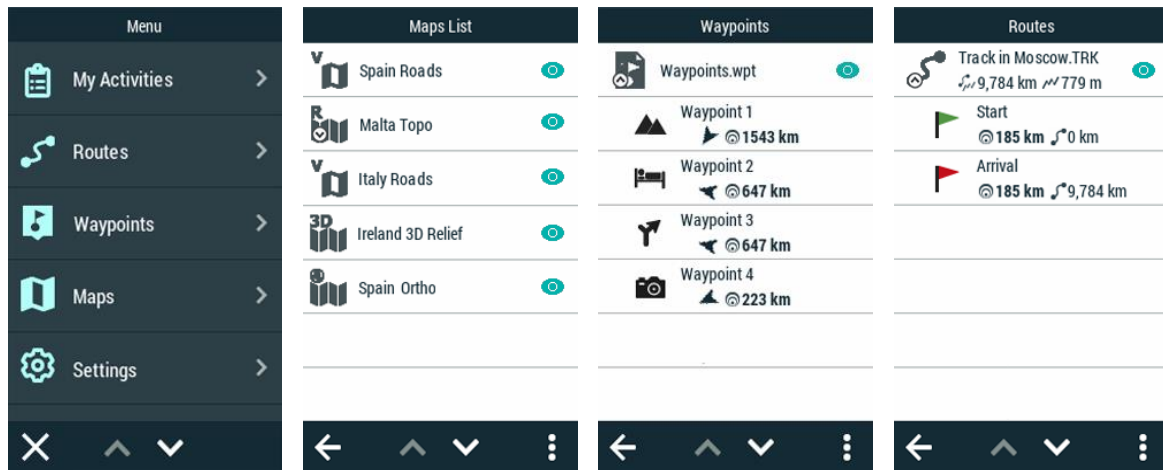 Menu
My Activities
Routes
Waypoints
Maps
Settings
Maps List
V
Spain Roads
R
Malta Topo
V
Italy Roads
3D
Ireland 3D Relief
Spain Ortho
Waypoints
Waypoints.wpt
Waypoint 1
1543 km
Waypoint 2
647 km
Waypoint 3
647 km
Waypoint 4
223 km
Routes
Track in Moscow.TRK
9,784 km 779 m
Start
185 km 0 km
Arrival
185 km 9,784 km